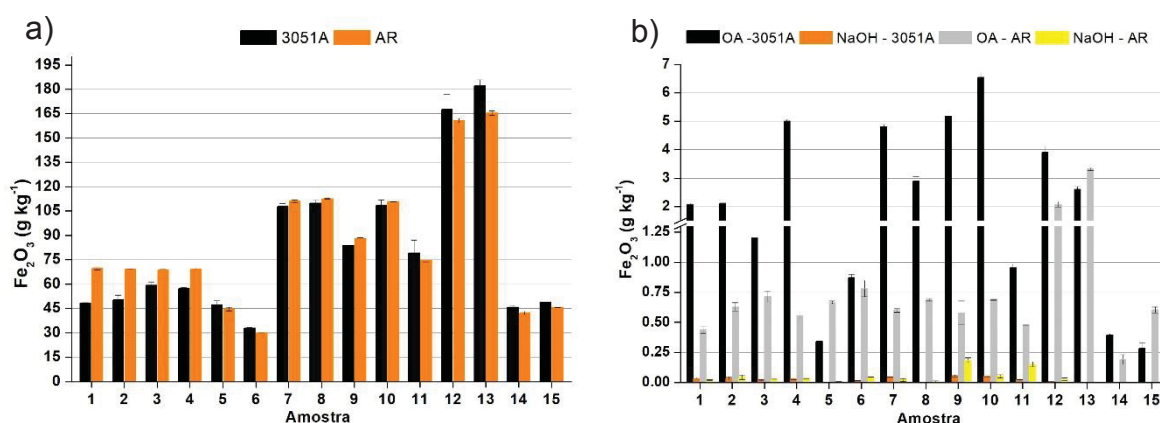 a)
3051A AR
Fe₂O₃ (g kg⁻¹)
195
180
165
150
135
120
105
90
75
60
45
30
15
0
1 2 3 4 5 6 7 8 9 10 11 12 13 14 15
Amostra
b)
OA -3051A NaOH - 3051A OA - AR NaOH - AR
Fe₂O₃ (g kg⁻¹)
7
6
5
4
3
2
1.25
1.00
0.75
0.50
0.25
0.00
1 2 3 4 5 6 7 8 9 10 11 12 13 14 15
Amostra